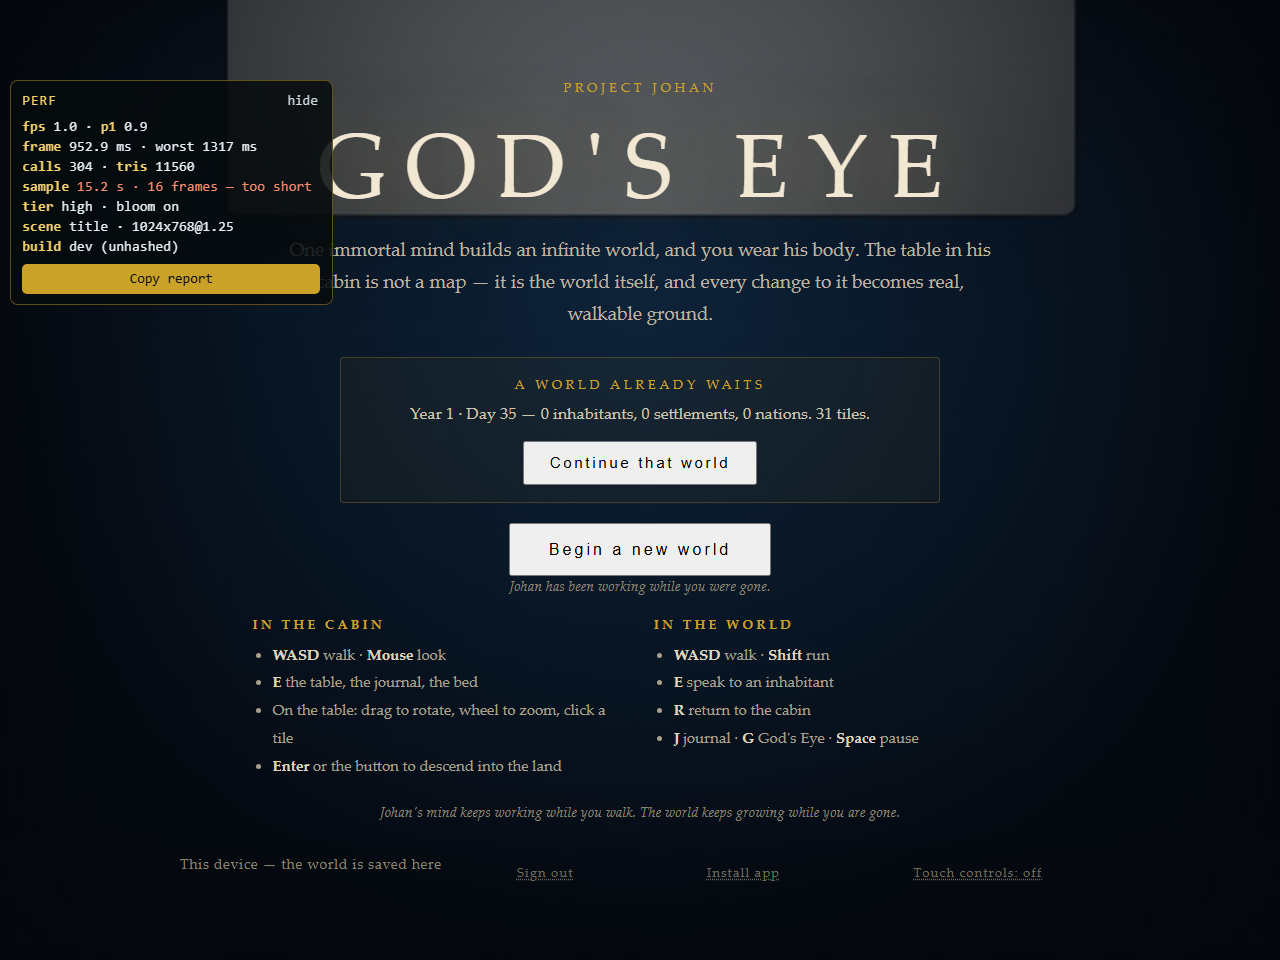 PROJECT JOHAN
GOD'S EYE
PERF hide
fps 1.0 · p1 0.9
frame 952.9 ms · worst 1317 ms
calls 304 · tris 11560
sample 15.2 s · 16 frames — too short
tier high · bloom on
scene title · 1024x768@1.25
build dev (unhashed)
Copy report
One immortal mind builds an infinite world, and you wear his body. The table in his
cabin is not a map — it is the world itself, and every change to it becomes real,
walkable ground.
A WORLD ALREADY WAITS
Year 1 · Day 35 — 0 inhabitants, 0 settlements, 0 nations. 31 tiles.
Continue that world
Begin a new world
Johan has been working while you were gone.
IN THE CABIN
WASD walk · Mouse look
E the table, the journal, the bed
On the table: drag to rotate, wheel to zoom, click a
tile
Enter or the button to descend into the land
IN THE WORLD
WASD walk · Shift run
E speak to an inhabitant
R return to the cabin
J journal · G God's Eye · Space pause
Johan's mind keeps working while you walk. The world keeps growing while you are gone.
This device — the world is saved here
Sign out
Install app
Touch controls: off